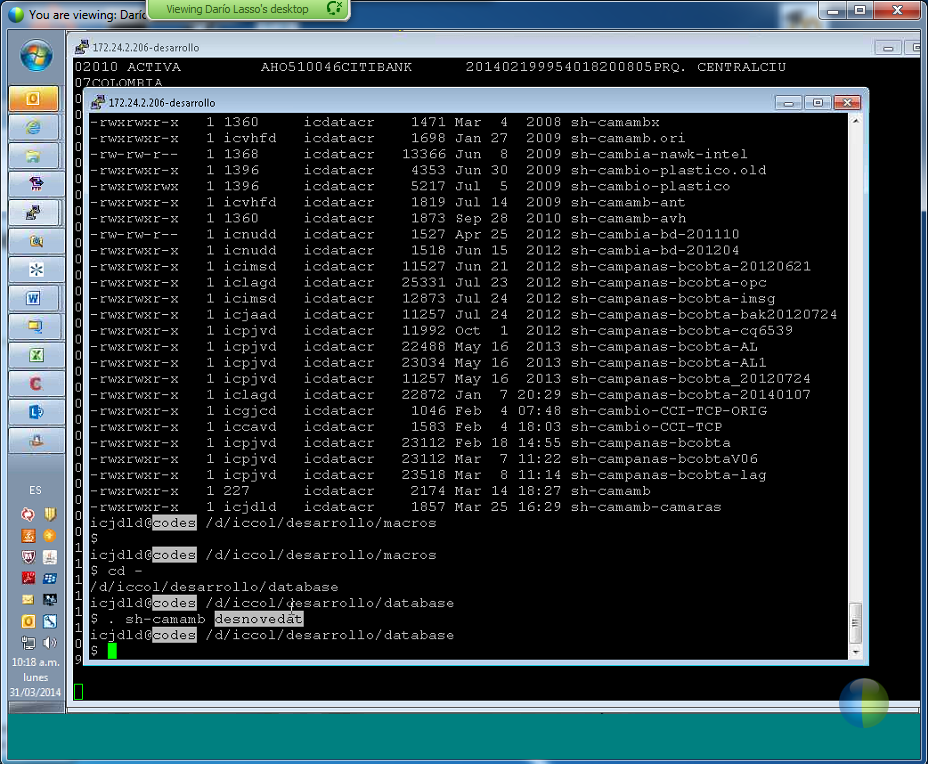 You are viewing: Darí
Viewing Darío Lasso's desktop
172.24.2.206-desarrollo
02010 ACTIVA AHO510046CITIBANK 201402199954018200805PRQ. CENTRALCIU
07COLOMBIA
172.24.2.206-desarrollo
-rwxrwxr-x 1 1360 icdatacr 1471 Mar 4 2008 sh-camambx
-rwxrwxr-x 1 icvhfd icdatacr 1698 Jan 27 2009 sh-camamb.ori
-rw-rw-r-- 1 1368 icdatacr 13366 Jun 8 2009 sh-cambia-nawk-intel
-rwxrwxr-x 1 1396 icdatacr 4353 Jun 30 2009 sh-cambio-plastico.old
-rwxrwxrwx 1 1396 icdatacr 5217 Jul 5 2009 sh-cambio-plastico
-rwxrwxr-x 1 icvhfd icdatacr 1819 Jul 14 2009 sh-camamb-ant
-rwxrwxr-x 1 1360 icdatacr 1873 Sep 28 2010 sh-camamb-avh
-rw-rw-r-- 1 icnudd icdatacr 1527 Apr 25 2012 sh-cambia-bd-201110
-rwxrwxr-x 1 icnudd icdatacr 1518 Jun 15 2012 sh-cambia-bd-201204
-rwxrwxr-x 1 icimsd icdatacr 11527 Jun 21 2012 sh-campanas-bcobta-20120621
-rwxrwxr-x 1 iclagd icdatacr 25331 Jul 23 2012 sh-campanas-bcobta-opc
-rwxrwxr-x 1 icimsd icdatacr 12873 Jul 24 2012 sh-campanas-bcobta-imsg
-rwxrwxr-x 1 icjaad icdatacr 11257 Jul 24 2012 sh-campanas-bcobta-bak20120724
-rwxrwxr-x 1 icpjvd icdatacr 11992 Oct 1 2012 sh-campanas-bcobta-cq6539
-rwxrwxr-x 1 icpjvd icdatacr 22488 May 16 2013 sh-campanas-bcobta-AL
-rwxrwxr-x 1 icpjvd icdatacr 23034 May 16 2013 sh-campanas-bcobta-AL1
-rwxrwxr-x 1 icpjvd icdatacr 11257 May 16 2013 sh-campanas-bcobta_20120724
-rwxrwxr-x 1 iclagd icdatacr 22872 Jan 7 20:29 sh-campanas-bcobta-20140107
-rwxrwxr-x 1 icgjcd icdatacr 1046 Feb 4 07:48 sh-cambio-CCI-TCP-ORIG
-rwxrwxr-x 1 iccavd icdatacr 1583 Feb 4 18:03 sh-cambio-CCI-TCP
-rwxrwxr-x 1 icpjvd icdatacr 23112 Feb 18 14:55 sh-campanas-bcobta
-rwxrwxr-x 1 icpjvd icdatacr 23112 Mar 7 11:22 sh-campanas-bcobtaV06
-rwxrwxr-x 1 icpjvd icdatacr 23518 Mar 8 11:14 sh-campanas-bcobta-lag
-rwxrwxr-x 1 227 icdatacr 2174 Mar 14 18:27 sh-camamb
-rwxrwxr-x 1 icjdld icdatacr 1857 Mar 25 16:29 sh-camamb-camaras
icjdld@codes /d/iccol/desarrollo/macros
$
icjdld@codes /d/iccol/desarrollo/macros
$ cd -
/d/iccol/desarrollo/database
icjdld@codes /d/iccol/desarrollo/database
$ . sh-camamb desnovedat
icjdld@codes /d/iccol/desarrollo/database
$
ES
10:18 a.m.
lunes
31/03/2014